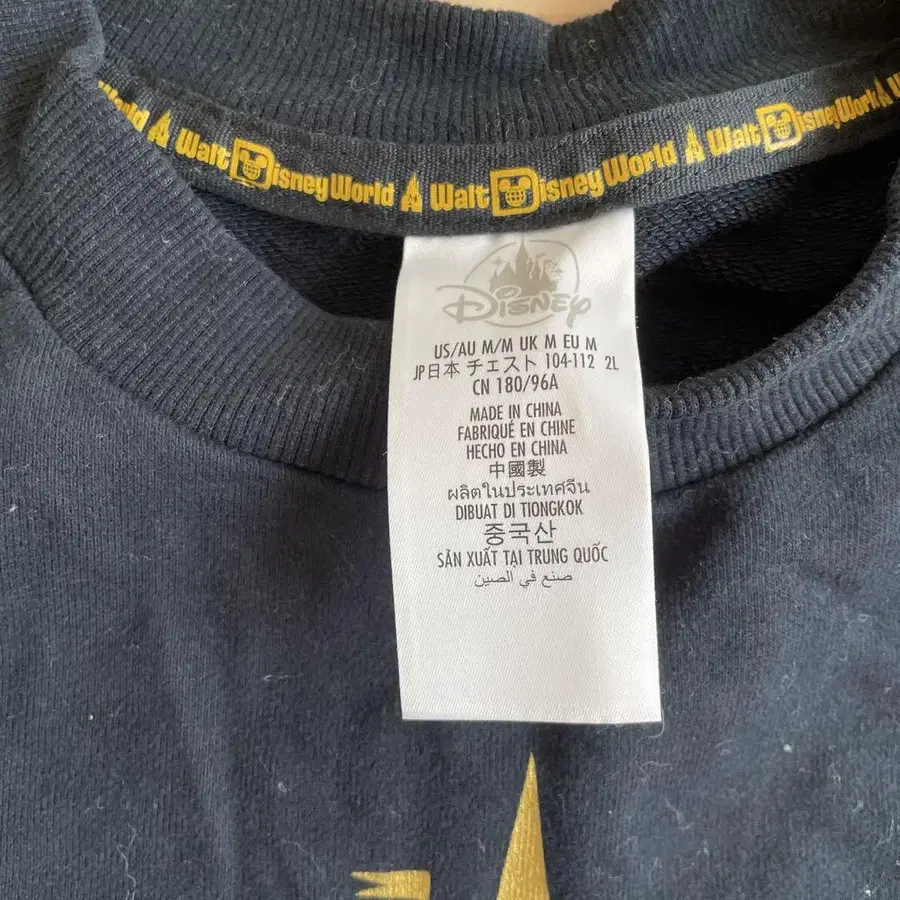 World Walt Disney World Walt Disney World Walt Disney World W
Disney
US/AU M/M UK M EU M
JP日本 チェスト 104-112 2L
CN 180/96A
MADE IN CHINA
FABRIQUÉ EN CHINE
HECHO EN CHINA
中國製
ผลิตในประเทศจีน
DIBUAT DI TIONGKOK
중국산
SẢN XUẤT TẠI TRUNG QUỐC
صنع في الصين